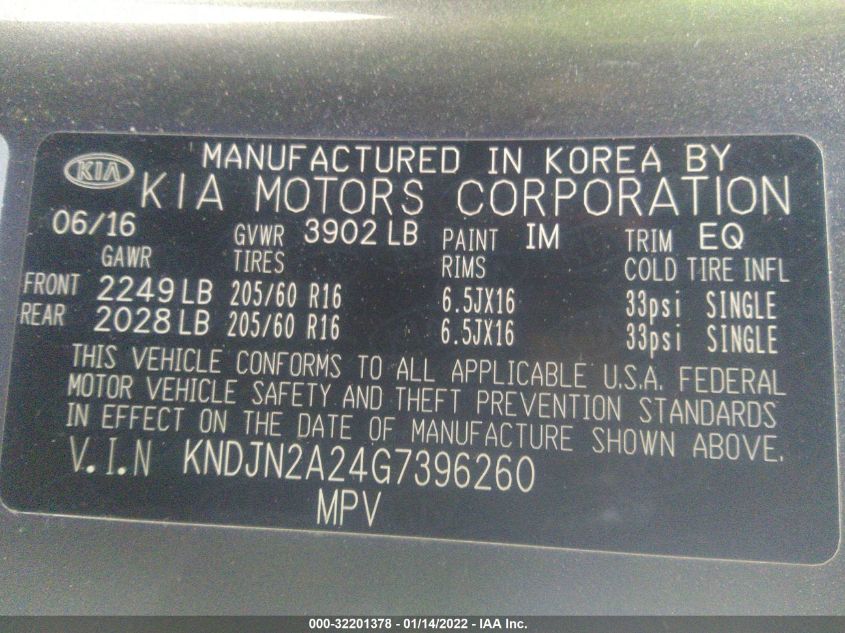 MANUFACTURED IN KOREA BY
KIA KIA MOTORS CORPORATION
06/16 GVWR 3902 LB PAINT IM TRIM EQ
GAWR TIRES RIMS COLD TIRE INFL
FRONT 2249 LB 205/60 R16 6.5JX16 33psi SINGLE
REAR 2028 LB 205/60 R16 6.5JX16 33psi SINGLE
THIS VEHICLE CONFORMS TO ALL APPLICABLE U.S.A. FEDERAL
MOTOR VEHICLE SAFETY AND THEFT PREVENTION STANDARDS
IN EFFECT ON THE DATE OF MANUFACTURE SHOWN ABOVE.
V.I.N KNDJN2A24G7396260
MPV
000-32201378 - 01/14/2022 - IAA Inc.